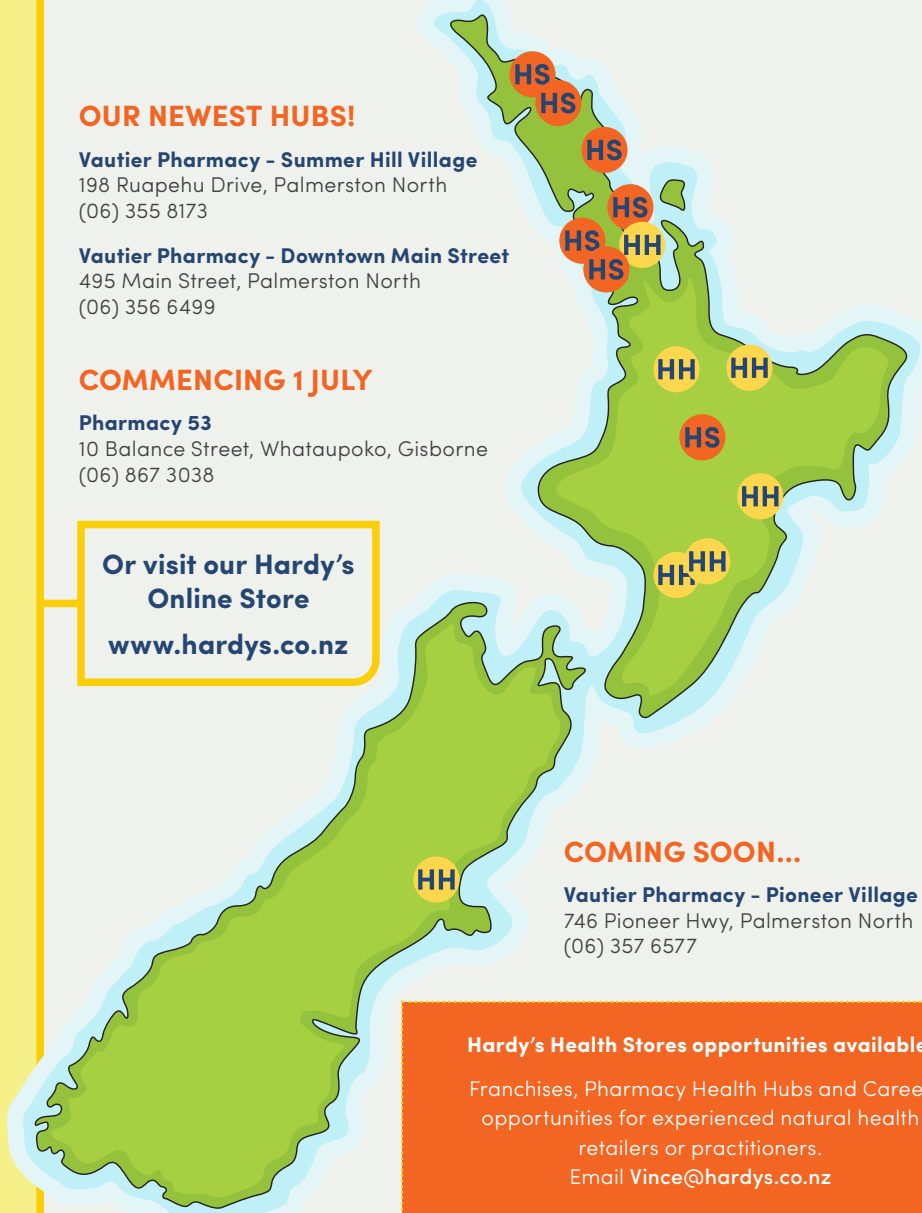 OUR NEWEST HUBS!
Vautier Pharmacy - Summer Hill Village
198 Ruapehu Drive, Palmerston North
(06) 355 8173
Vautier Pharmacy - Downtown Main Street
495 Main Street, Palmerston North
(06) 356 6499
COMMENCING 1 JULY
Pharmacy 53
10 Balance Street, Whataupoko, Gisborne
(06) 867 3038
Or visit our Hardy's
Online Store
www.hardys.co.nz
HS
HS
HS
HS
HS
HH
HS
HH
HH
HS
HH
HH
HH
HH
COMING SOON...
Vautier Pharmacy - Pioneer Village
746 Pioneer Hwy, Palmerston North
(06) 357 6577
Hardy's Health Stores opportunities available
Franchises, Pharmacy Health Hubs and Caree
opportunities for experienced natural health
retailers or practitioners.
Email Vince@hardys.co.nz